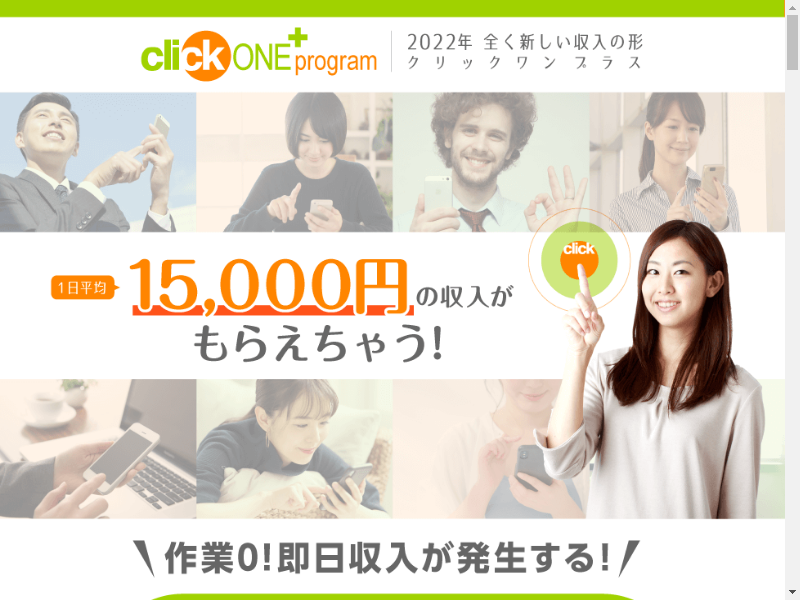 clickONE+ program
2022年 全く新しい収入の形
クリックワンプラス
click
1日平均 15,000円の収入が
もらえちゃう!
作業0!即日収入が発生する!